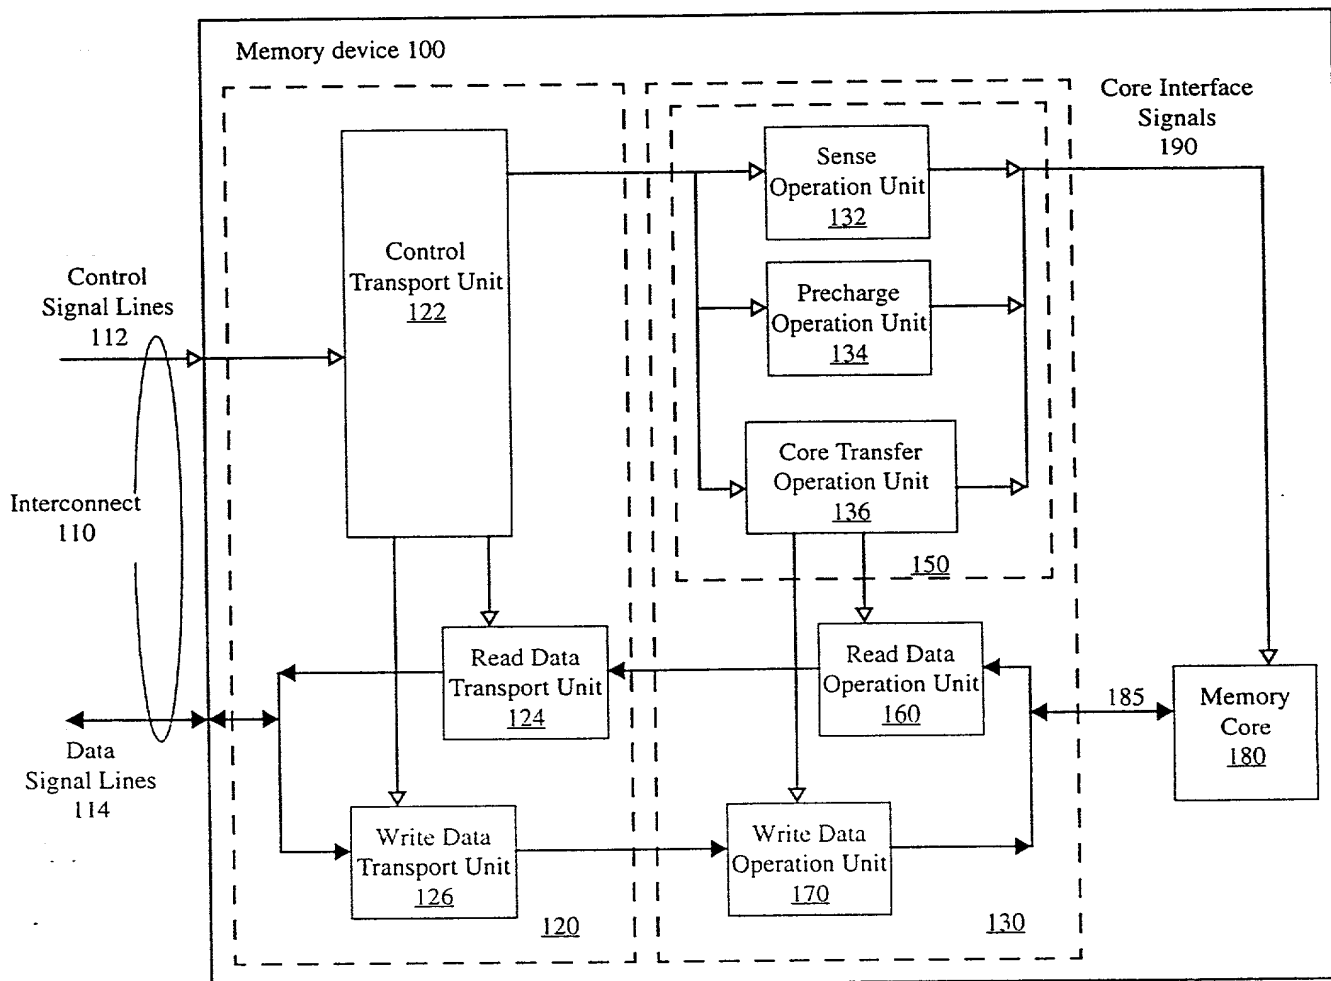 Memory device 100
Core Interface
Signals
190
Sense
Operation Unit
132
Control
Transport Unit
122
Precharge
Operation Unit
134
Control
Signal Lines
112
Core Transfer
Operation Unit
136
Interconnect
110
150
Read Data
Transport Unit
124
Read Data
Operation Unit
160
185
Memory
Core
180
Data
Signal Lines
114
Write Data
Transport Unit
126
Write Data
Operation Unit
170
120
130